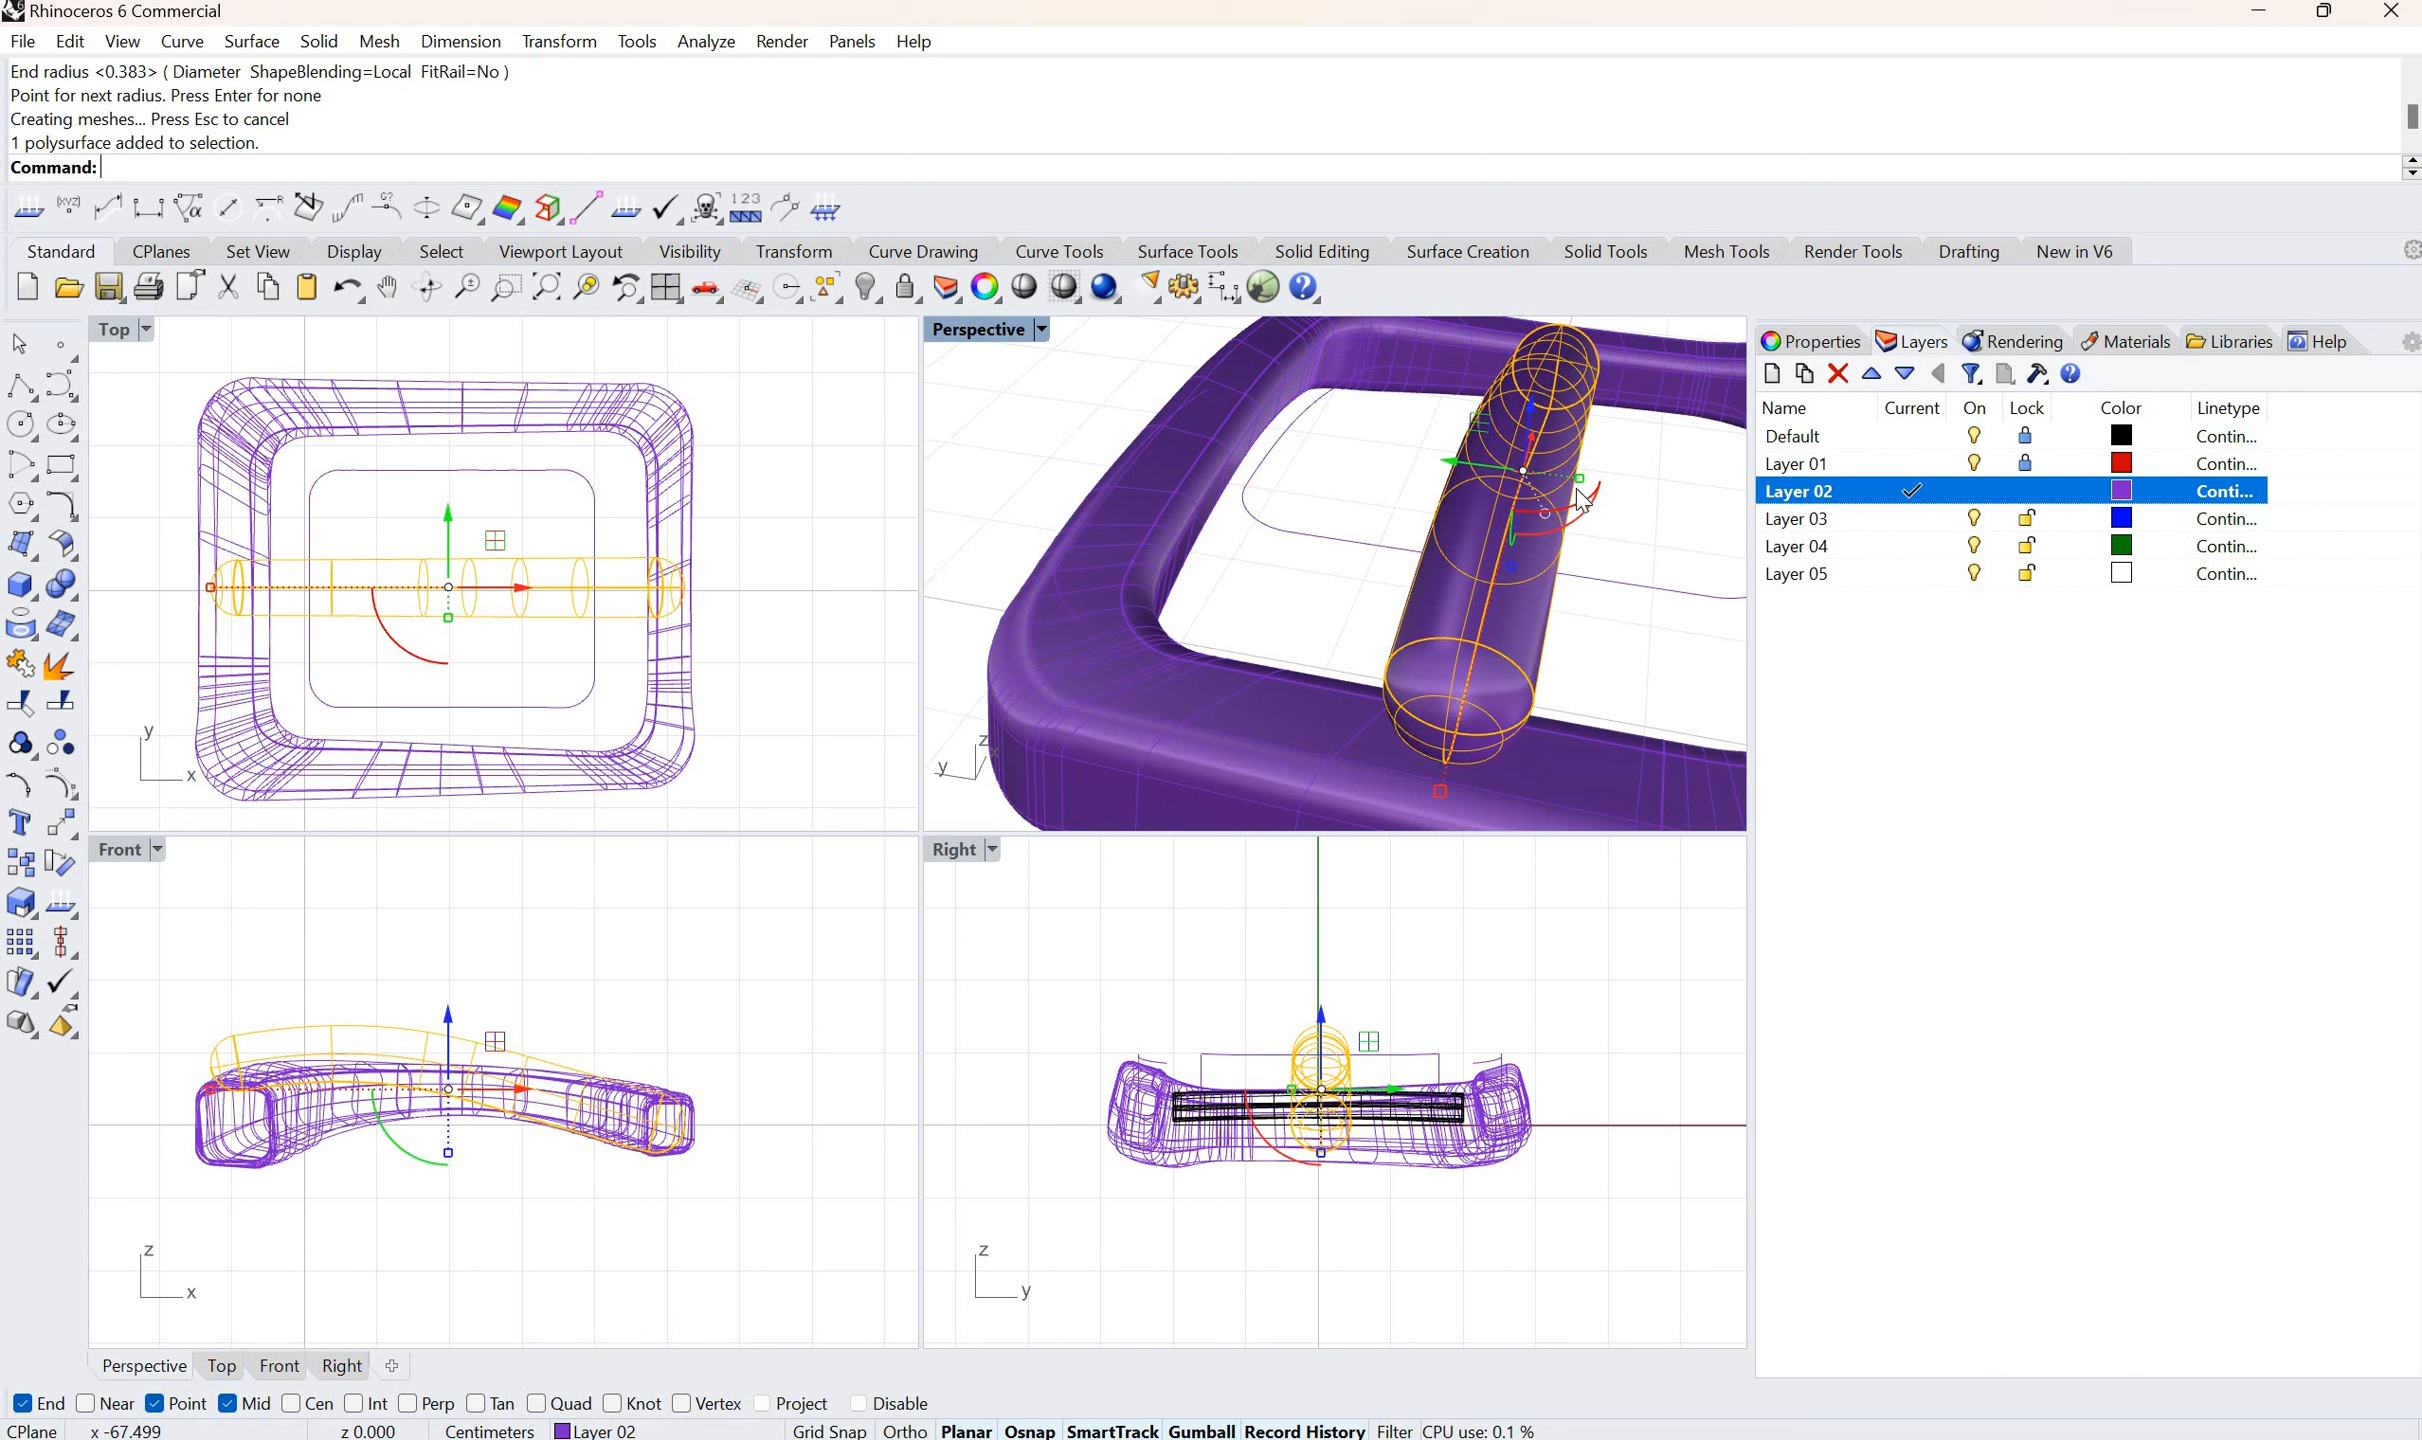 Rhinoceros 6 Commercial
File Edit View Curve Surface Solid Mesh Dimension Transform Tools Analyze Render Panels Help
End radius <0.383> ( Diameter ShapeBlending=Local FitRail=No )
Point for next radius. Press Enter for none
Creating meshes... Press Esc to cancel
1 polysurface added to selection.
Command:
Standard CPlanes Set View Display Select Viewport Layout Visibility Transform Curve Drawing Curve Tools Surface Tools Solid Editing Surface Creation Solid Tools Mesh Tools Render Tools Drafting New in V6
Top
Perspective
Properties Layers Rendering Materials Libraries Help
Name Current On Lock Color Linetype
Default Contin...
Layer 01 Contin...
Layer 02 Conti...
Layer 03 Contin...
Layer 04 Contin...
Layer 05 Contin...
y
x
z
x
y
Front
Right
z
x
z
y
Perspective Top Front Right
End Near Point Mid Cen Int Perp Tan Quad Knot Vertex Project Disable
CPlane x -67.499 z 0.000 Centimeters Layer 02 Grid Snap Ortho Planar Osnap SmartTrack Gumball Record History Filter CPU use: 0.1 %